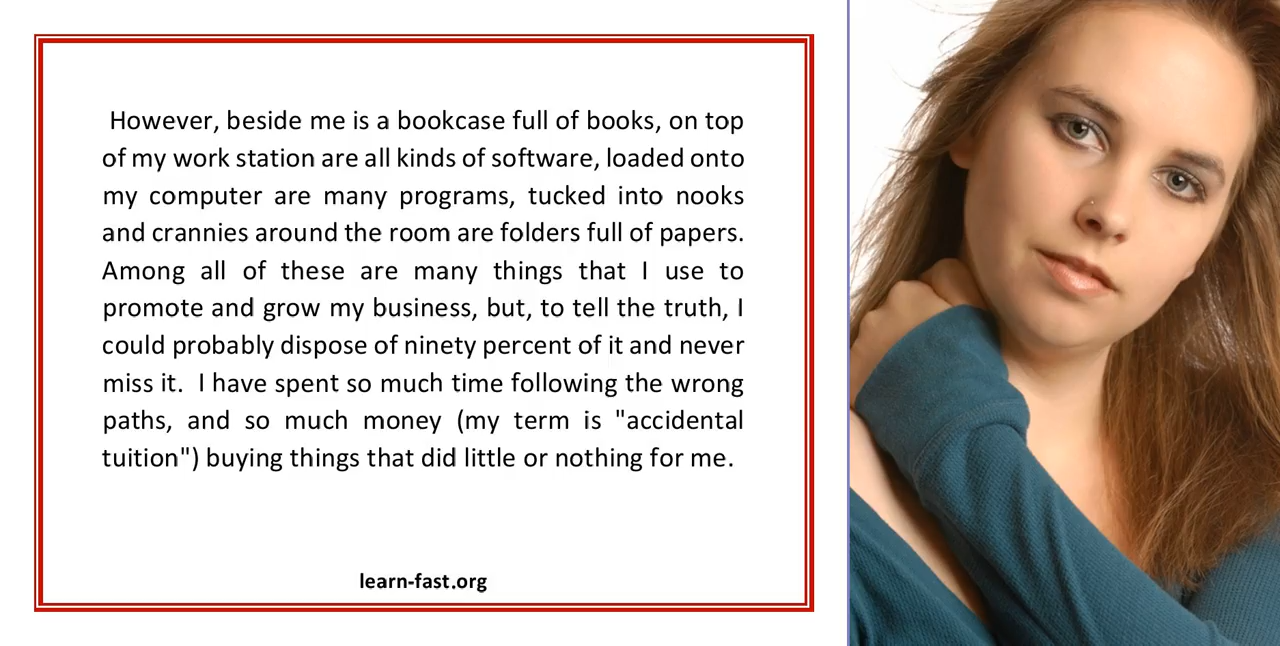 However, beside me is a bookcase full of books, on top
of my work station are all kinds of software, loaded onto
my computer are many programs, tucked into nooks
and crannies around the room are folders full of papers.
Among all of these are many things that I use to
promote and grow my business, but, to tell the truth, I
could probably dispose of ninety percent of it and never
miss it.  I have spent so much time following the wrong
paths, and so much money (my term is "accidental
tuition") buying things that did little or nothing for me.
learn-fast.org